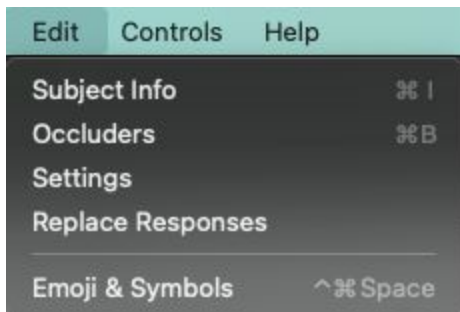 Edit Controls Help
Subject Info ⌘ I
Occluders ⌘B
Settings
Replace Responses
Emoji & Symbols ^⌘Space